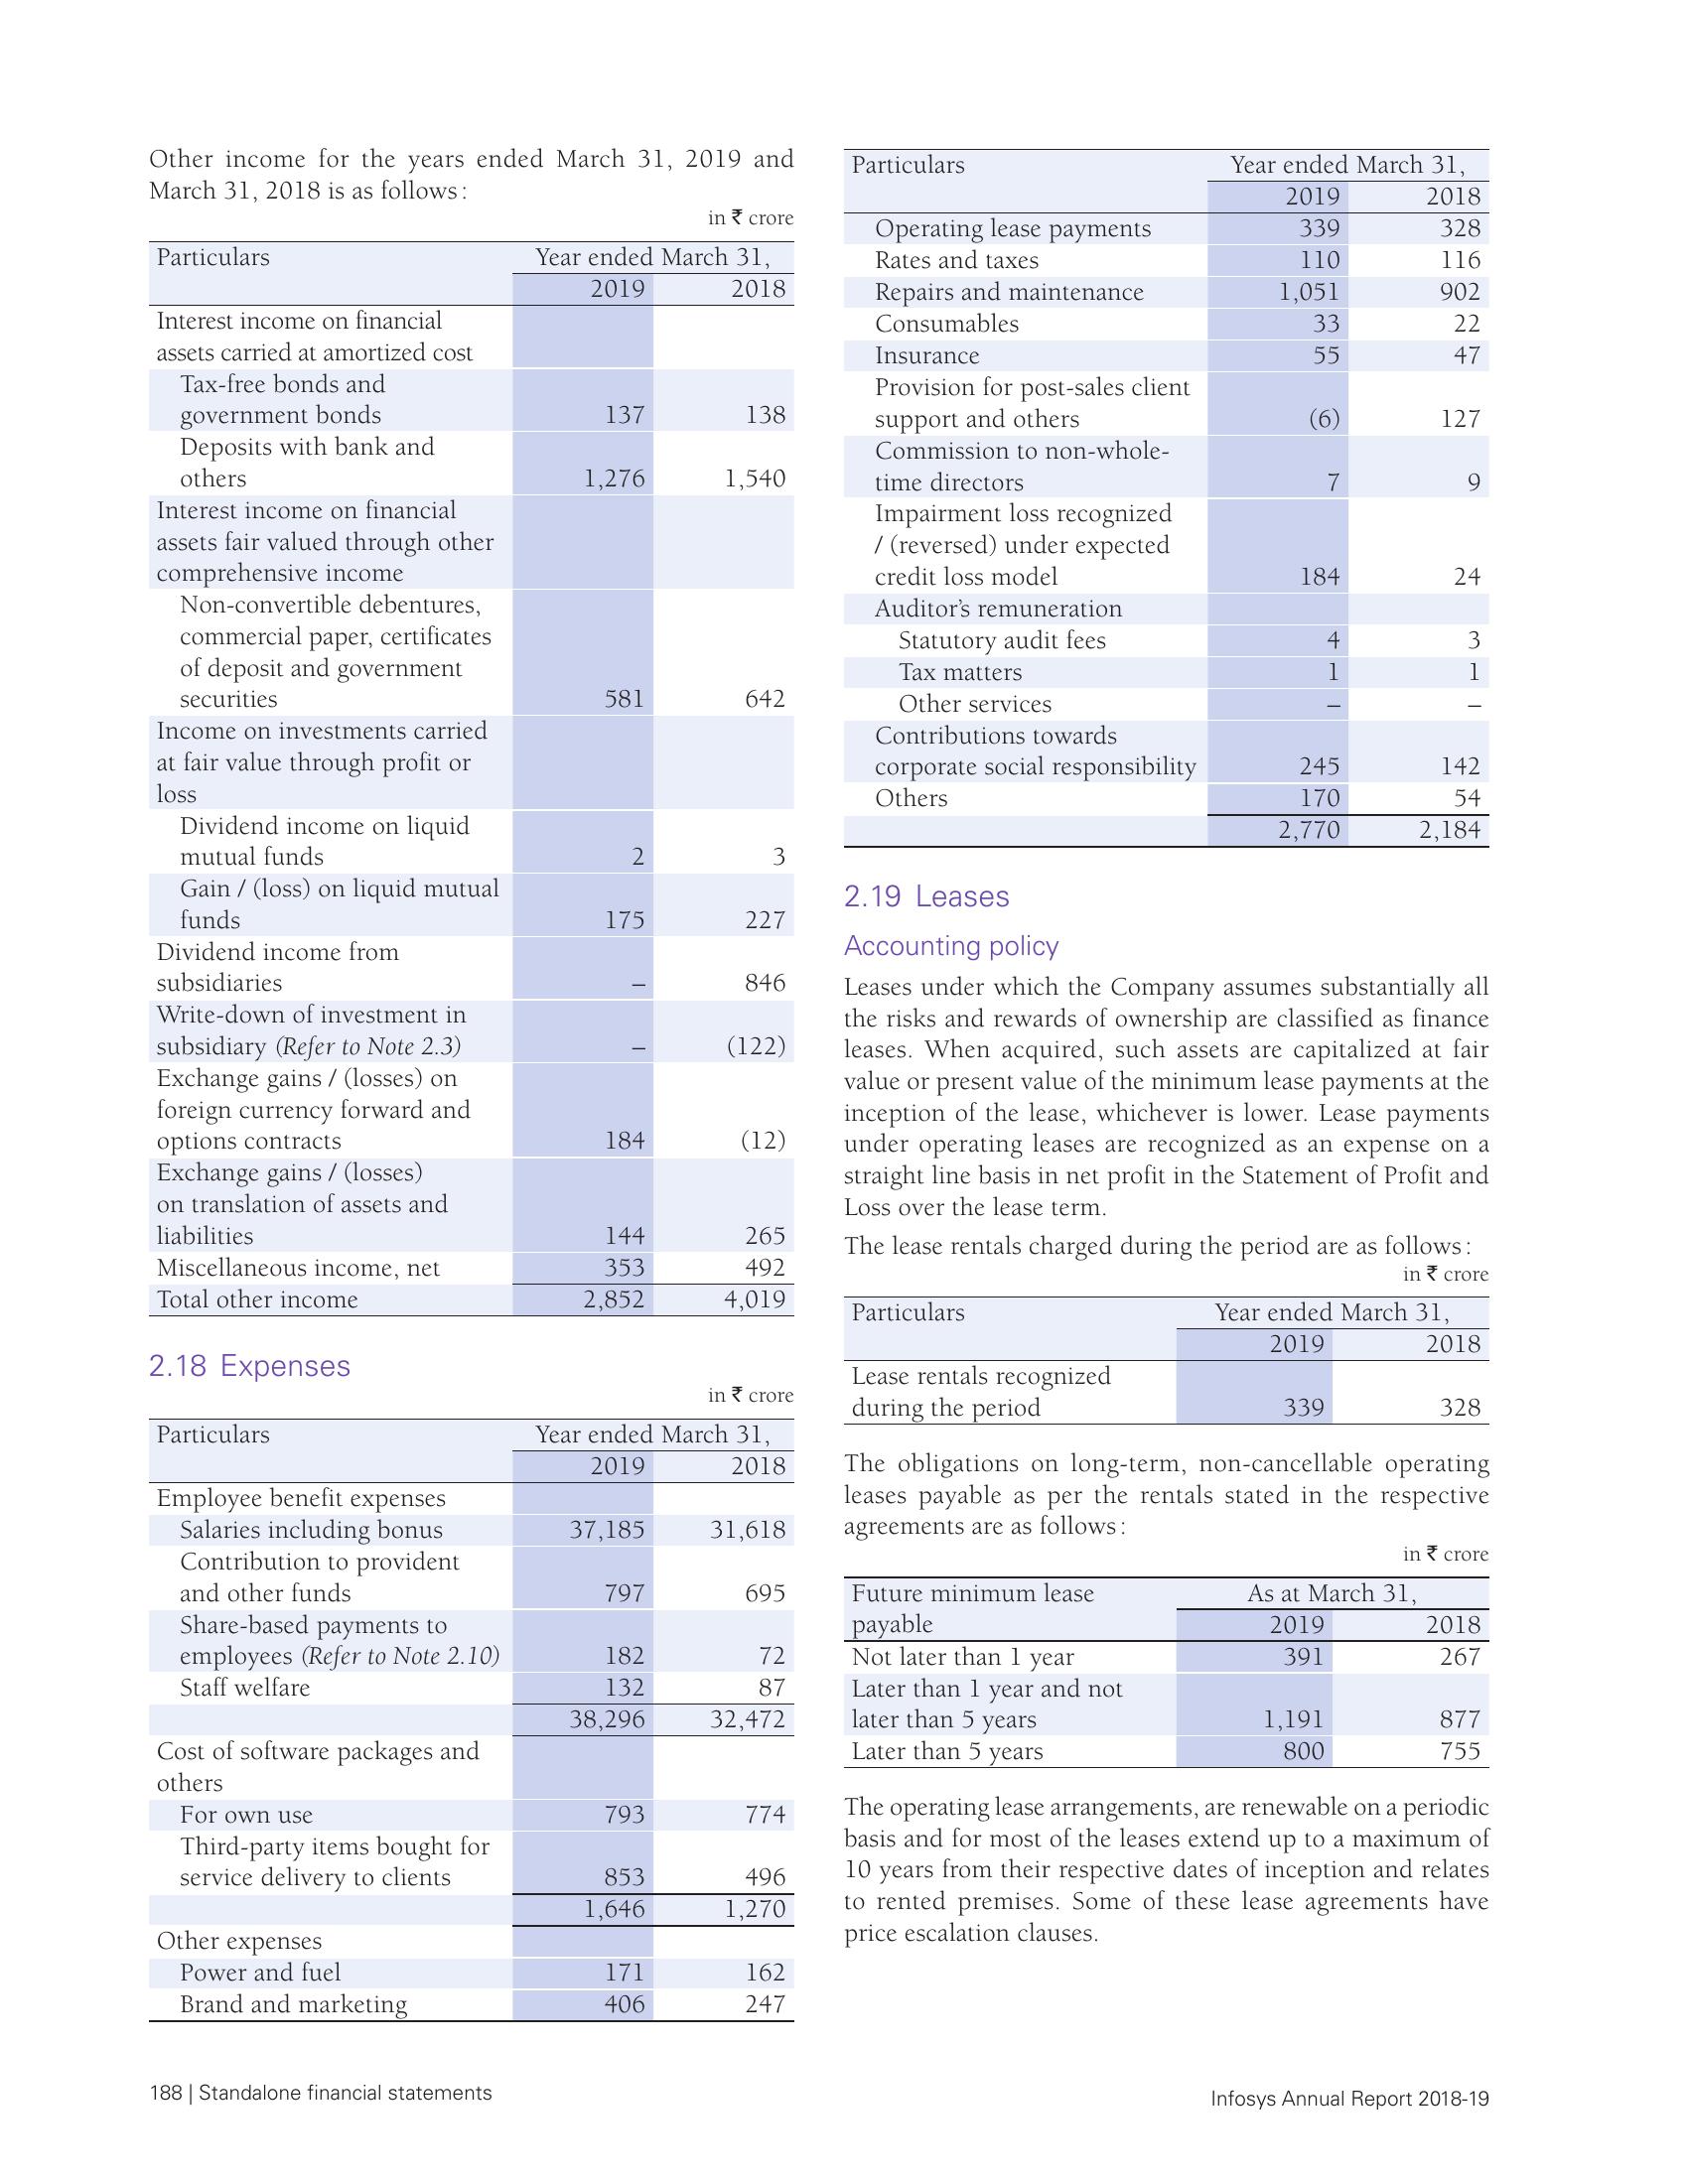 Other income for the years ended March 31, 2019 and
March 31, 2018 is as follows:
in ₹ crore
Particulars Year ended March 31,
2019 2018
Interest income on financial
assets carried at amortized cost
Tax-free bonds and
government bonds 137 138
Deposits with bank and
others 1,276 1,540
Interest income on financial
assets fair valued through other
comprehensive income
Non-convertible debentures,
commercial paper, certificates
of deposit and government
securities 581 642
Income on investments carried
at fair value through profit or
loss
Dividend income on liquid
mutual funds 2 3
Gain / (loss) on liquid mutual
funds 175 227
Dividend income from
subsidiaries – 846
Write-down of investment in
subsidiary (Refer to Note 2.3) – (122)
Exchange gains / (losses) on
foreign currency forward and
options contracts 184 (12)
Exchange gains / (losses)
on translation of assets and
liabilities 144 265
Miscellaneous income, net 353 492
Total other income 2,852 4,019
2.18 Expenses
in ₹ crore
Particulars Year ended March 31,
2019 2018
Employee benefit expenses
Salaries including bonus 37,185 31,618
Contribution to provident
and other funds 797 695
Share-based payments to
employees (Refer to Note 2.10) 182 72
Staff welfare 132 87
38,296 32,472
Cost of software packages and
others
For own use 793 774
Third-party items bought for
service delivery to clients 853 496
1,646 1,270
Other expenses
Power and fuel 171 162
Brand and marketing 406 247
Particulars Year ended March 31,
2019 2018
Operating lease payments 339 328
Rates and taxes 110 116
Repairs and maintenance 1,051 902
Consumables 33 22
Insurance 55 47
Provision for post-sales client
support and others (6) 127
Commission to non-whole-
time directors 7 9
Impairment loss recognized
/ (reversed) under expected
credit loss model 184 24
Auditor's remuneration
Statutory audit fees 4 3
Tax matters 1 1
Other services – –
Contributions towards
corporate social responsibility 245 142
Others 170 54
2,770 2,184
2.19 Leases
Accounting policy
Leases under which the Company assumes substantially all
the risks and rewards of ownership are classified as finance
leases. When acquired, such assets are capitalized at fair
value or present value of the minimum lease payments at the
inception of the lease, whichever is lower. Lease payments
under operating leases are recognized as an expense on a
straight line basis in net profit in the Statement of Profit and
Loss over the lease term.
The lease rentals charged during the period are as follows:
in ₹ crore
Particulars Year ended March 31,
2019 2018
Lease rentals recognized
during the period 339 328
The obligations on long-term, non-cancellable operating
leases payable as per the rentals stated in the respective
agreements are as follows:
in ₹ crore
Future minimum lease As at March 31,
payable 2019 2018
Not later than 1 year 391 267
Later than 1 year and not
later than 5 years 1,191 877
Later than 5 years 800 755
The operating lease arrangements, are renewable on a periodic
basis and for most of the leases extend up to a maximum of
10 years from their respective dates of inception and relates
to rented premises. Some of these lease agreements have
price escalation clauses.
188 | Standalone financial statements
Infosys Annual Report 2018-19